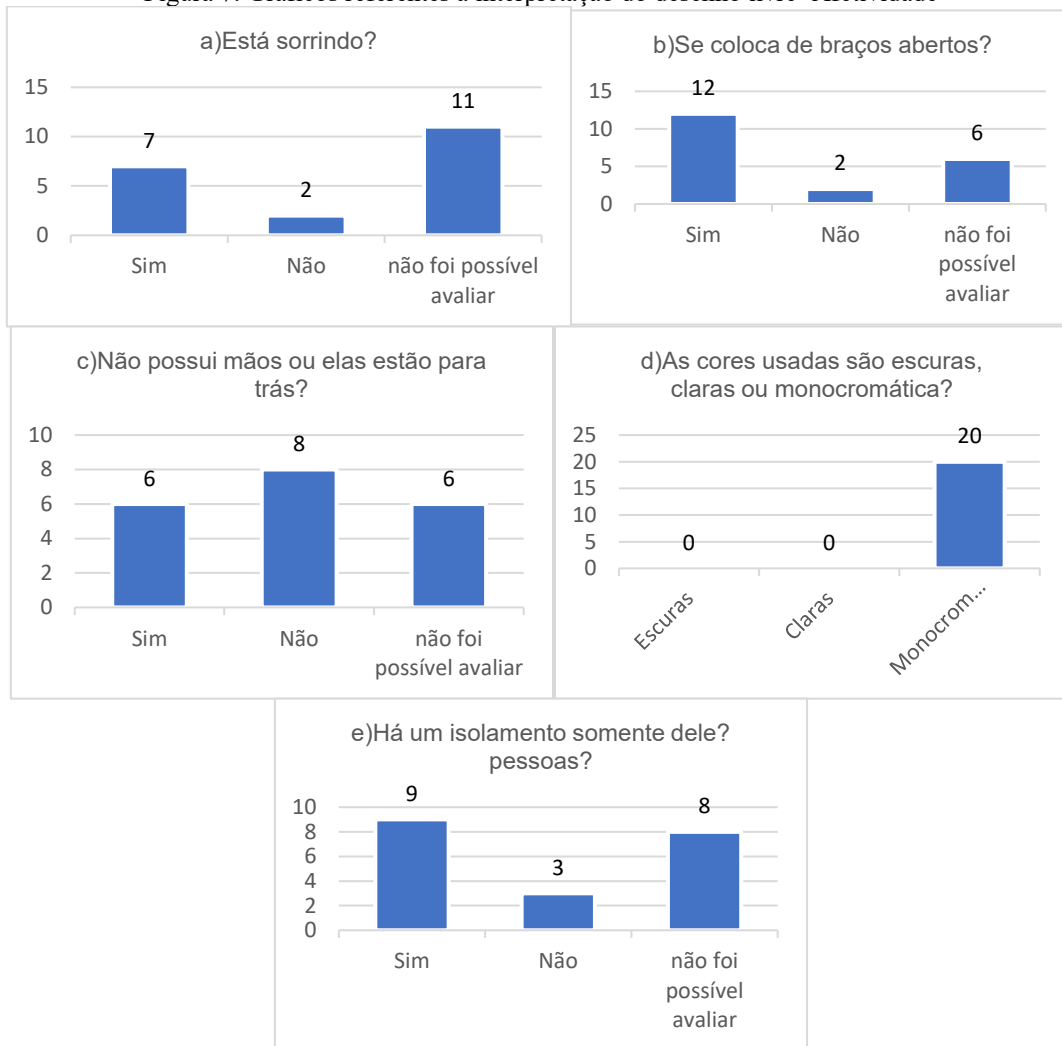 a)Está sorrindo?
15
10
5
0
7
2
11
Sim
Não
não foi possível
avaliar
b)Se coloca de braços abertos?
15
10
5
0
12
2
6
Sim
Não
não foi
possível
avaliar
c)Não possui mãos ou elas estão para
trás?
10
8
6
4
2
0
6
8
6
Sim
Não
não foi
possível avaliar
d)As cores usadas são escuras,
claras ou monocromática?
25
20
15
10
5
0
0
0
20
Escuras
Claras
Monocrom...
e)Há um isolamento somente dele?
pessoas?
10
8
6
4
2
0
9
3
8
Sim
Não
não foi
possível
avaliar